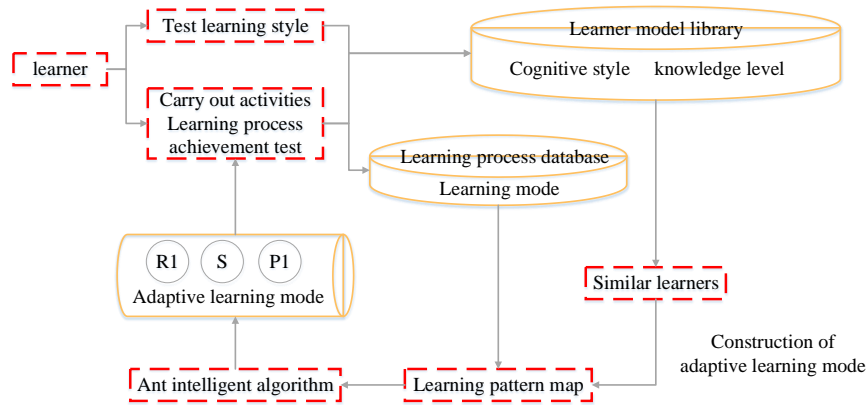 Test learning style
Learner model library
learner
Cognitive style knowledge level
Carry out activities
Learning process
achievement test
Learning process database
Learning mode
R1 S P1
Adaptive learning mode
Similar learners
Construction of
adaptive learning mode
Ant intelligent algorithm
Learning pattern map